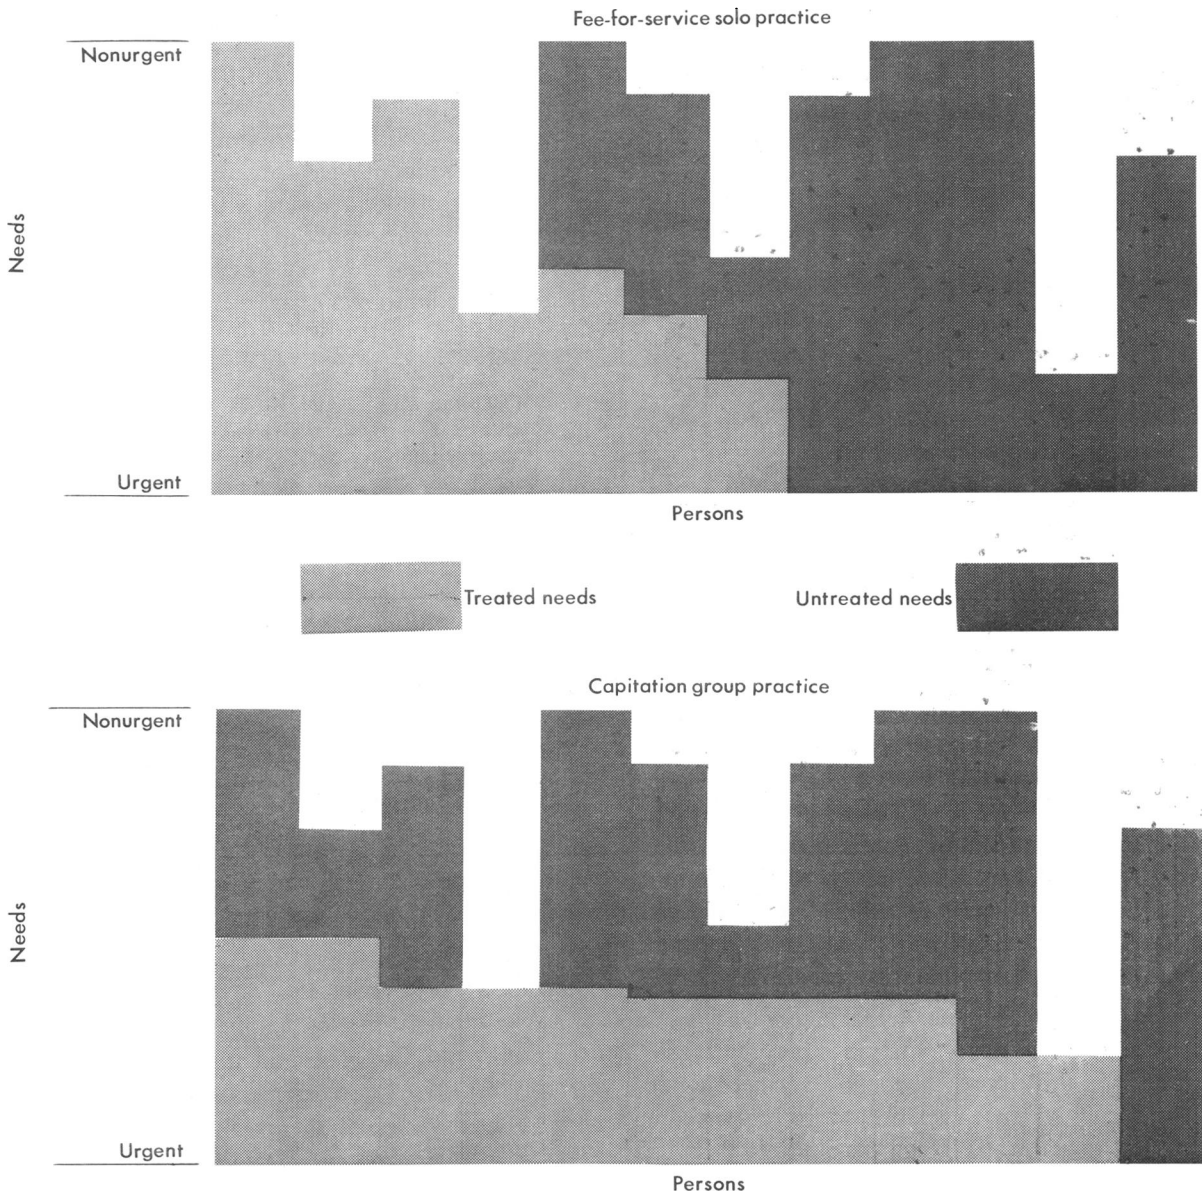 Fee-for-service solo practice
Nonurgent
Needs
Urgent
Persons
Treated needs
Untreated needs
Capitation group practice
Nonurgent
Needs
Urgent
Persons